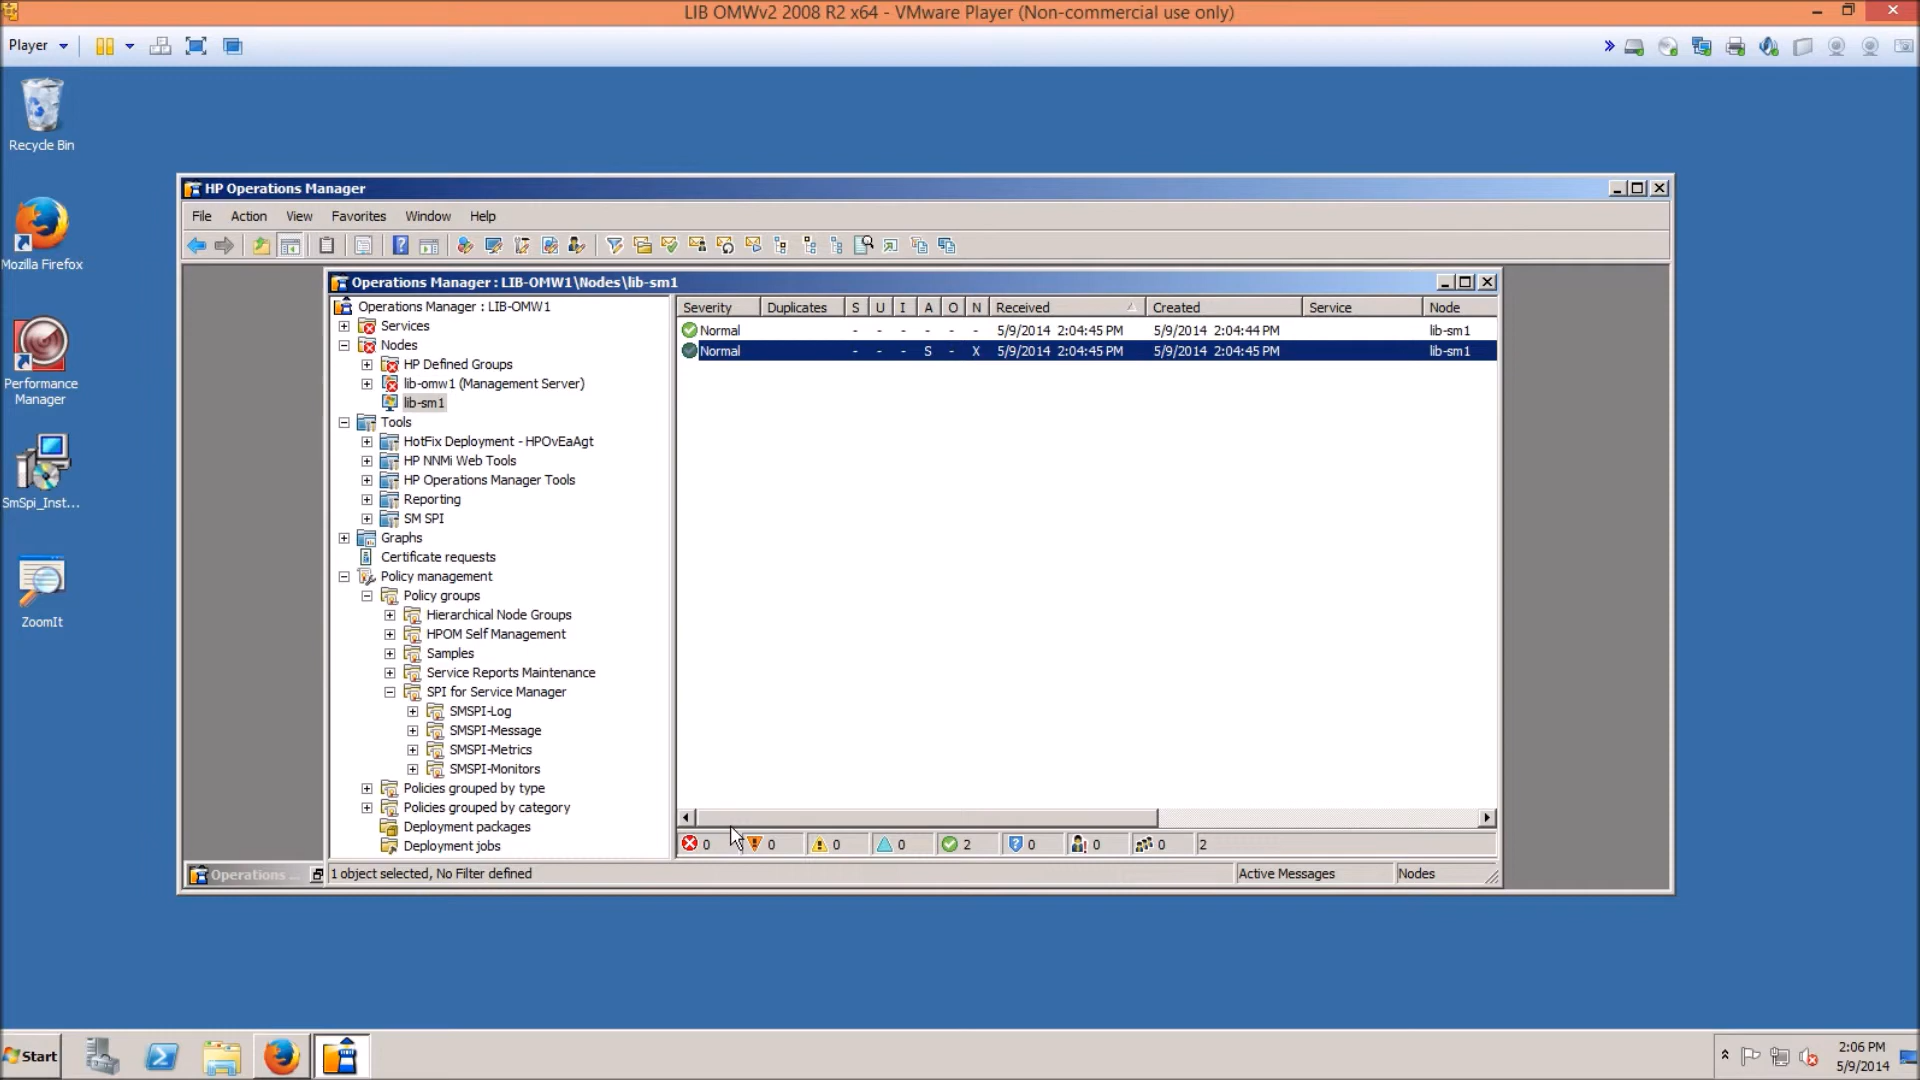 LIB OMWv2 2008 R2 x64 - VMware Player (Non-commercial use only)
Player
Recycle Bin
Mozilla Firefox
Performance
Manager
SmSpi_Inst...
ZoomIt
HP Operations Manager
File Action View Favorites Window Help
Operations Manager : LIB-OMW1\Nodes\lib-sm1
Operations Manager : LIB-OMW1
Services
Nodes
HP Defined Groups
lib-omw1 (Management Server)
lib-sm1
Tools
HotFix Deployment - HPOvEaAgt
HP NNMi Web Tools
HP Operations Manager Tools
Reporting
SM SPI
Graphs
Certificate requests
Policy management
Policy groups
Hierarchical Node Groups
HPOM Self Management
Samples
Service Reports Maintenance
SPI for Service Manager
SMSPI-Log
SMSPI-Message
SMSPI-Metrics
SMSPI-Monitors
Policies grouped by type
Policies grouped by category
Deployment packages
Deployment jobs
Severity Duplicates S U I A O N Received Created Service Node
Normal - - - - - - 5/9/2014 2:04:45 PM 5/9/2014 2:04:44 PM lib-sm1
Normal - - - S - X 5/9/2014 2:04:45 PM 5/9/2014 2:04:45 PM lib-sm1
0 0 0 0 2 0 0 0 2
Operations ...
1 object selected, No Filter defined
Active Messages
Nodes
Start
2:06 PM
5/9/2014